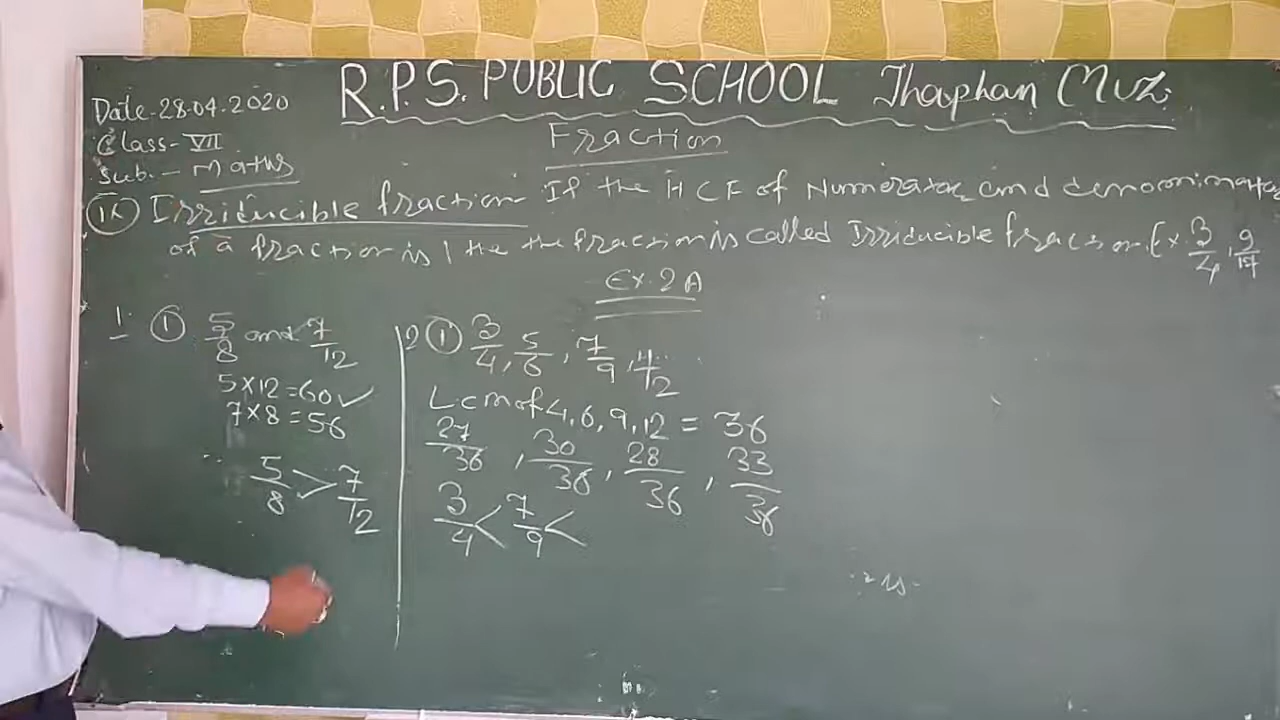 R.P.S. PUBLIC SCHOOL Jhaphan Muz.
Date-28.04.2020
Class-VII
Sub.- Maths
Fraction
Irriducible fraction If the HCF of Numerator and denominator
of a fraction is 1 the the fraction is called Irriducible fraction. Ex. 3/4, 9/17
Ex. 2A
1. ① 5/8 and 7/12
5×12=60✓
7×8=56
5/8 > 7/12
2 ① 3/4, 5/6, 7/9, 11/12
Lcm of 4, 6, 9, 12 = 36
27/36, 30/36, 28/36, 33/36
3/4 < 7/9 <